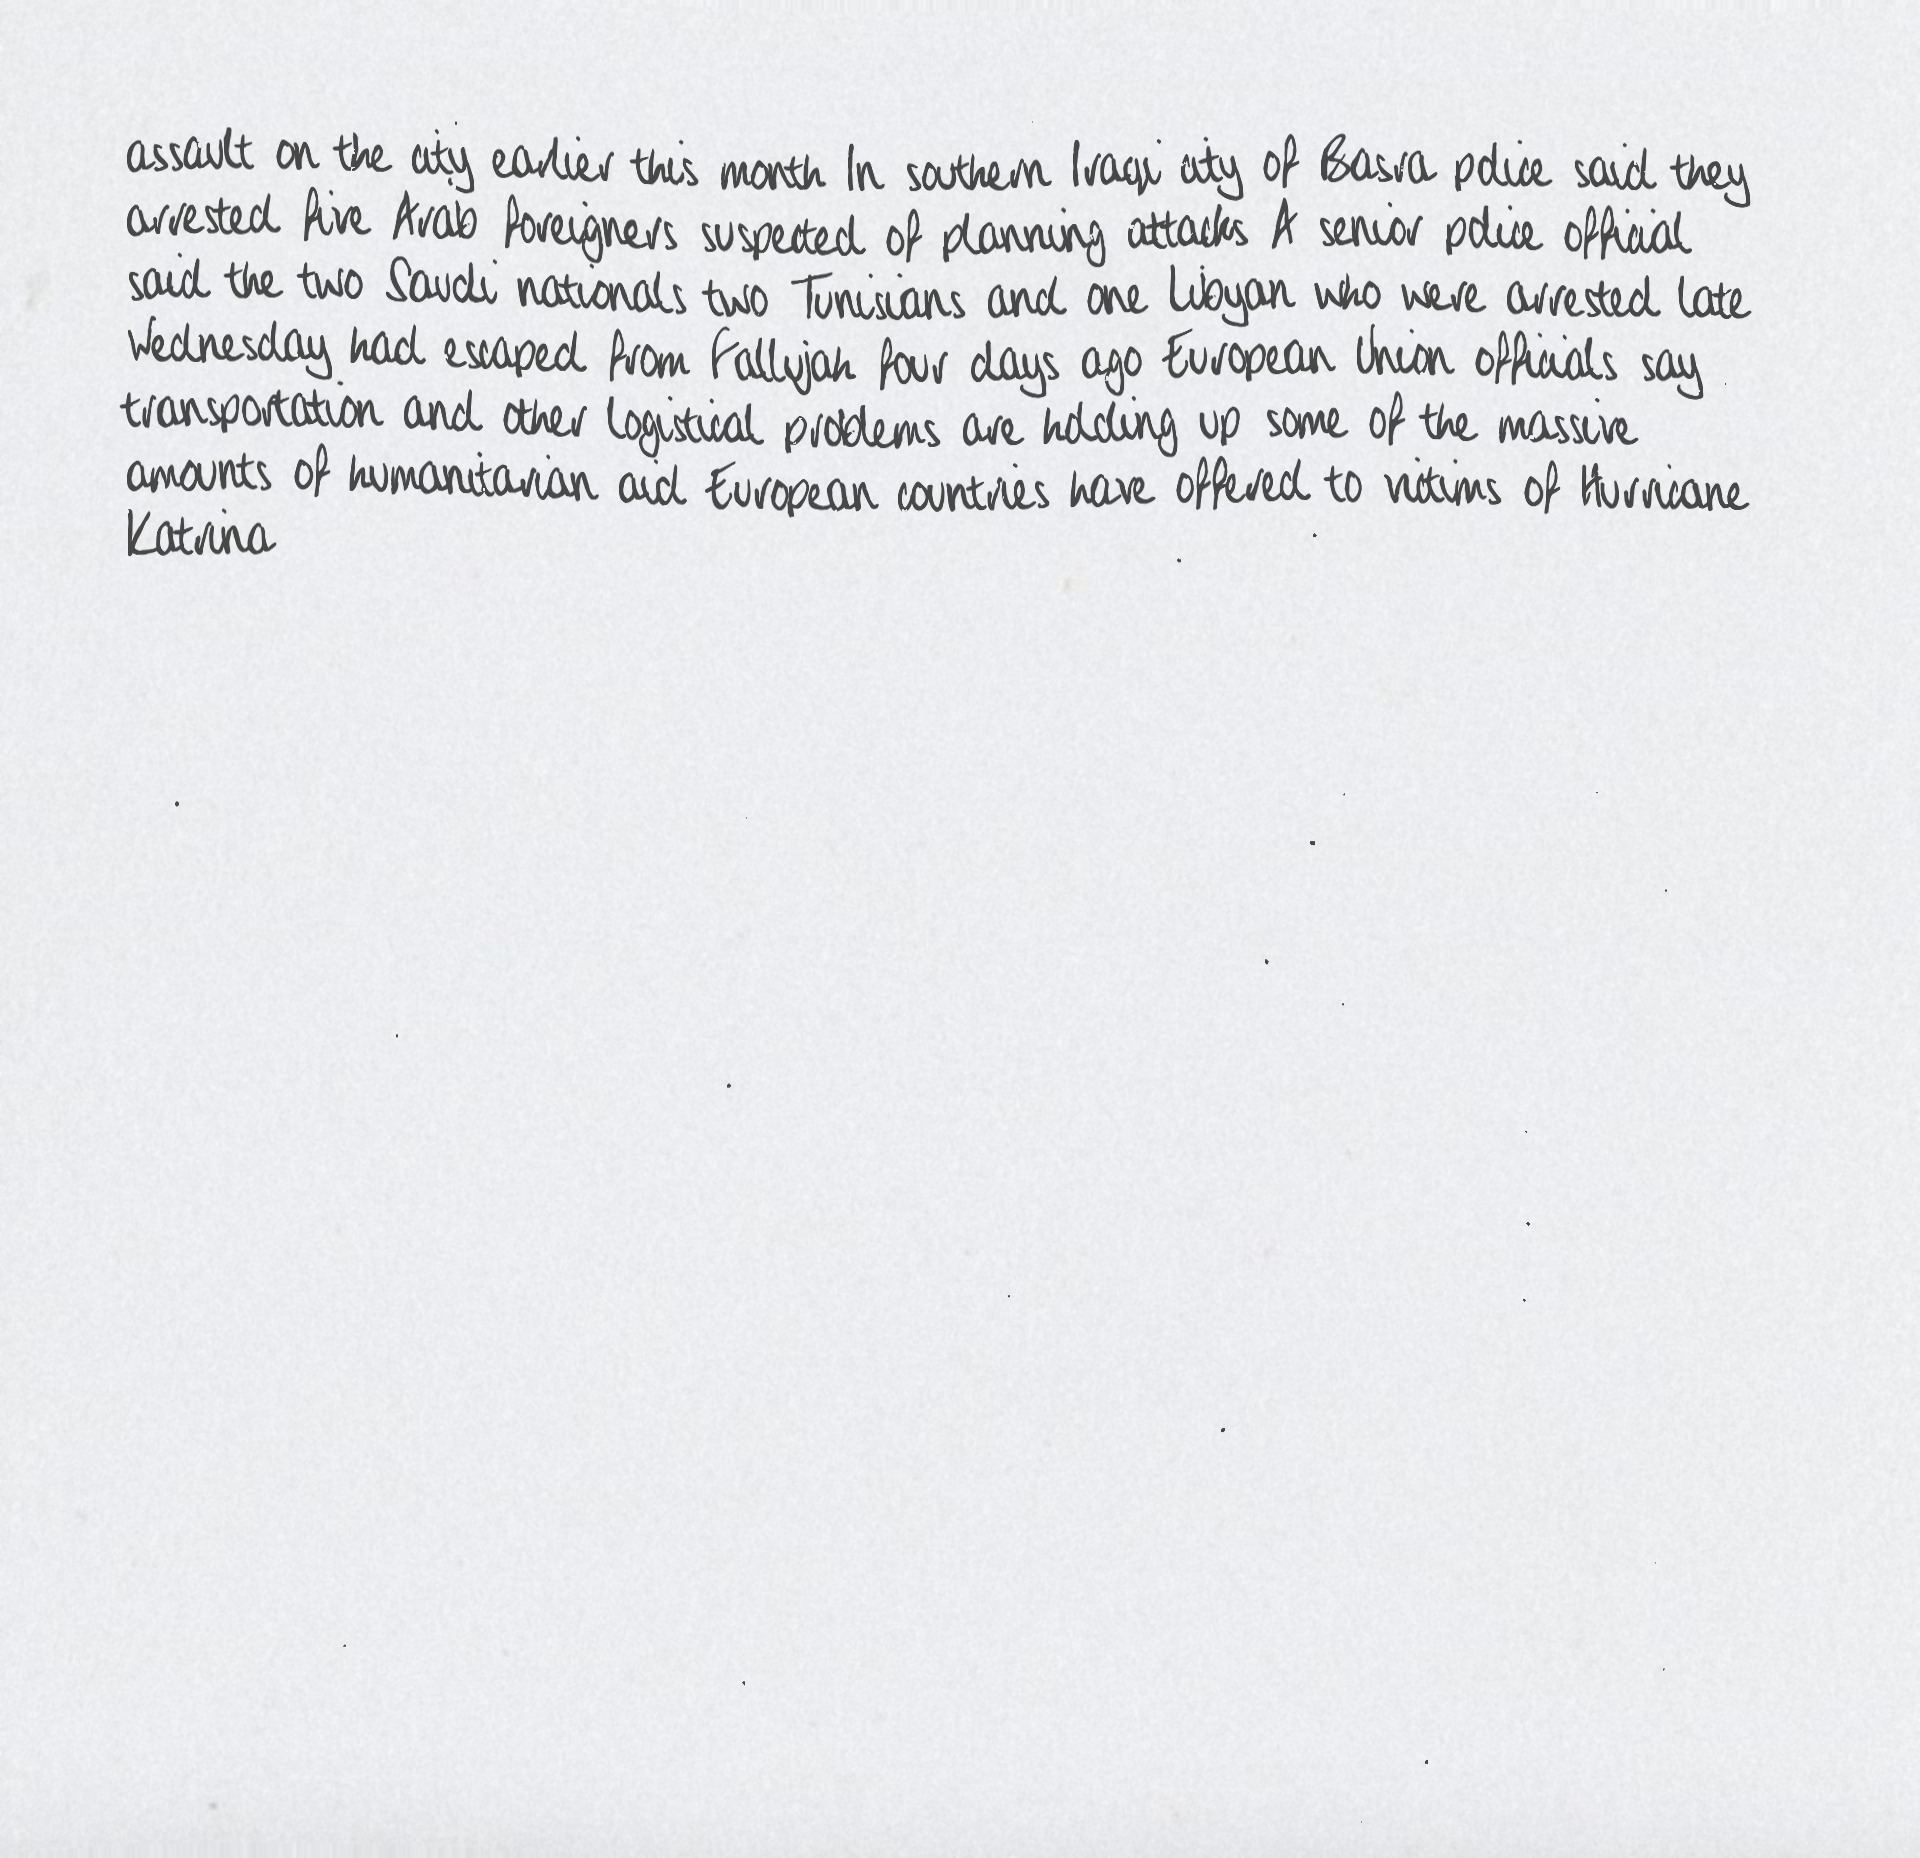 assault on the city earlier this month In southern Iraqi city of Basra police said they
arrested five Arab foreigners suspected of planning attacks A senior police official
said the two Saudi nationals two Tunisians and one Libyan who were arrested late
Wednesday had escaped from Fallujah four days ago European Union officials say
transportation and other logistical problems are holding up some of the massive
amounts of humanitarian aid European countries have offered to victims of Hurricane
Katrina